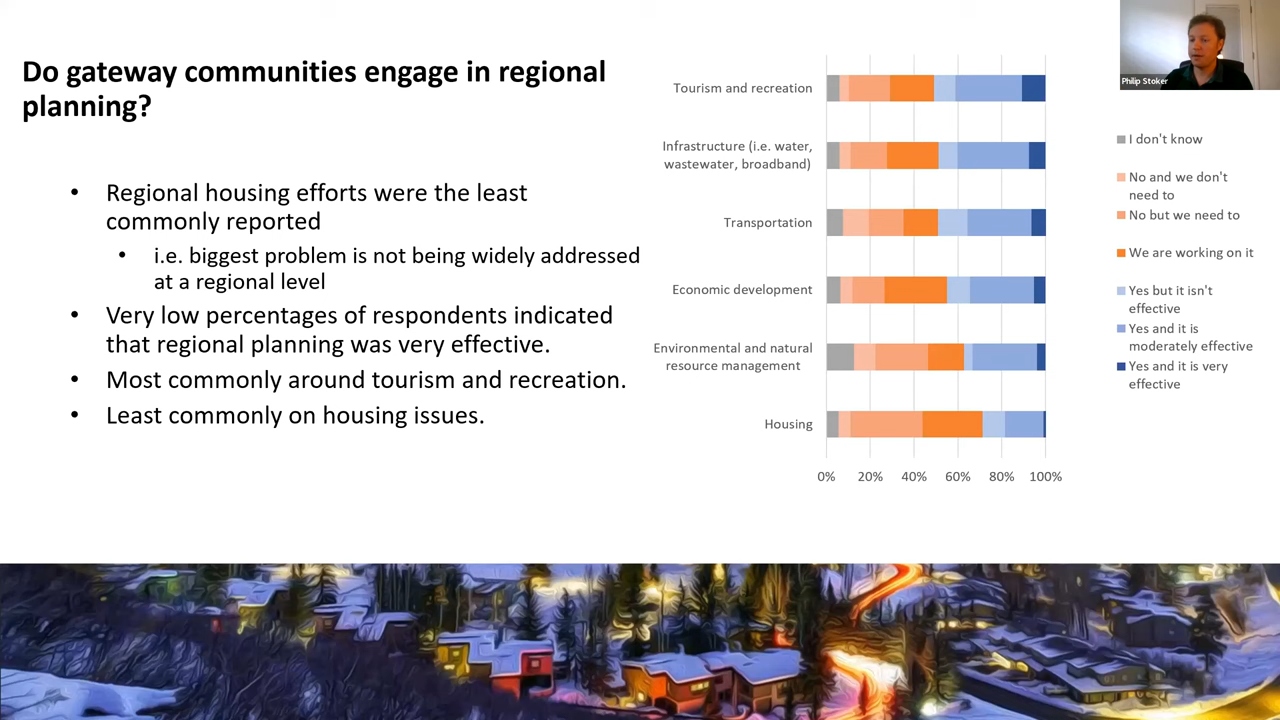 Do gateway communities engage in regional
planning?
• Regional housing efforts were the least
commonly reported
• i.e. biggest problem is not being widely addressed
at a regional level
• Very low percentages of respondents indicated
that regional planning was very effective.
• Most commonly around tourism and recreation.
• Least commonly on housing issues.
Tourism and recreation
Infrastructure (i.e. water,
wastewater, broadband)
Transportation
Economic development
Environmental and natural
resource management
Housing
0% 20% 40% 60% 80% 100%
Philip Stoker
I don't know
No and we don't
need to
No but we need to
We are working on it
Yes but it isn't
effective
Yes and it is
moderately effective
Yes and it is very
effective